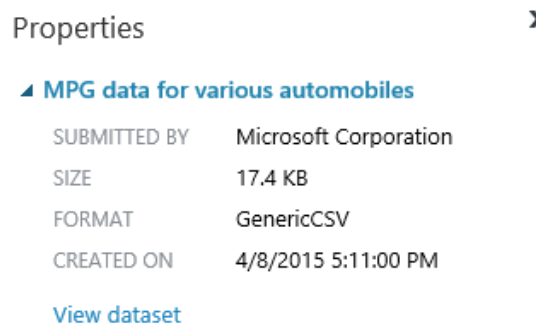 Properties
MPG data for various automobiles
SUBMITTED BY Microsoft Corporation
SIZE 17.4 KB
FORMAT GenericCSV
CREATED ON 4/8/2015 5:11:00 PM
View dataset